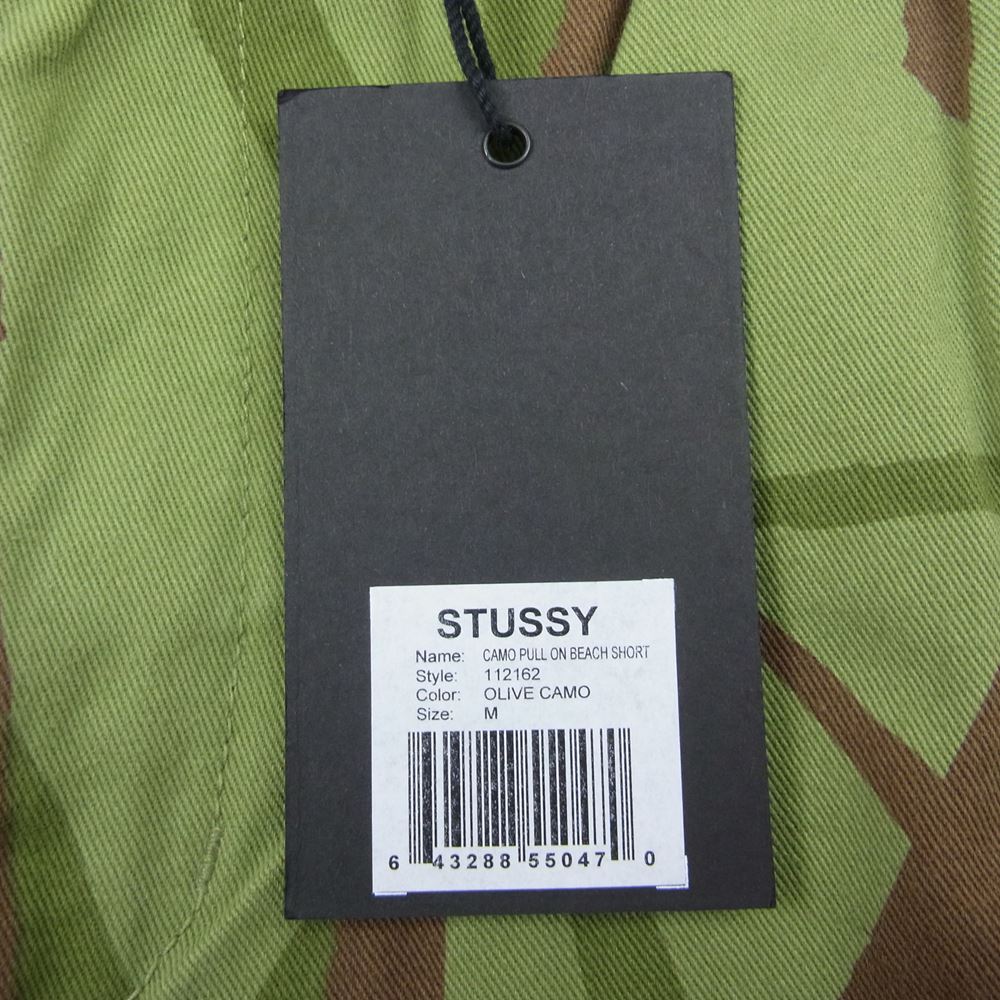 STUSSY
Name: CAMO PULL ON BEACH SHORT
Style: 112162
Color: OLIVE CAMO
Size: M
6 43288 55047 0